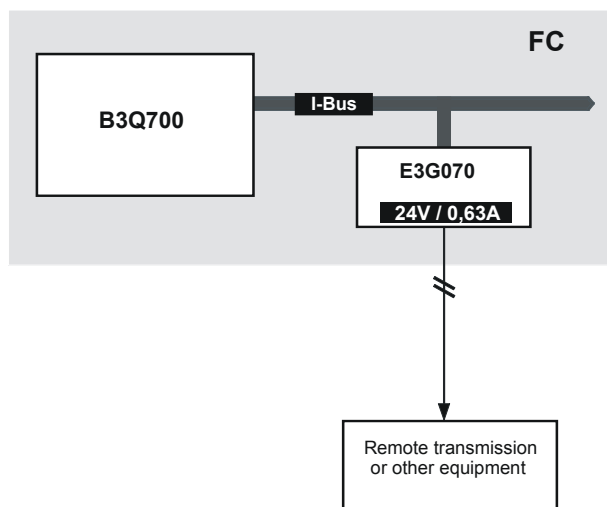 FC
B3Q700
I-Bus
E3G070
24V / 0,63A
Remote transmission
or other equipment